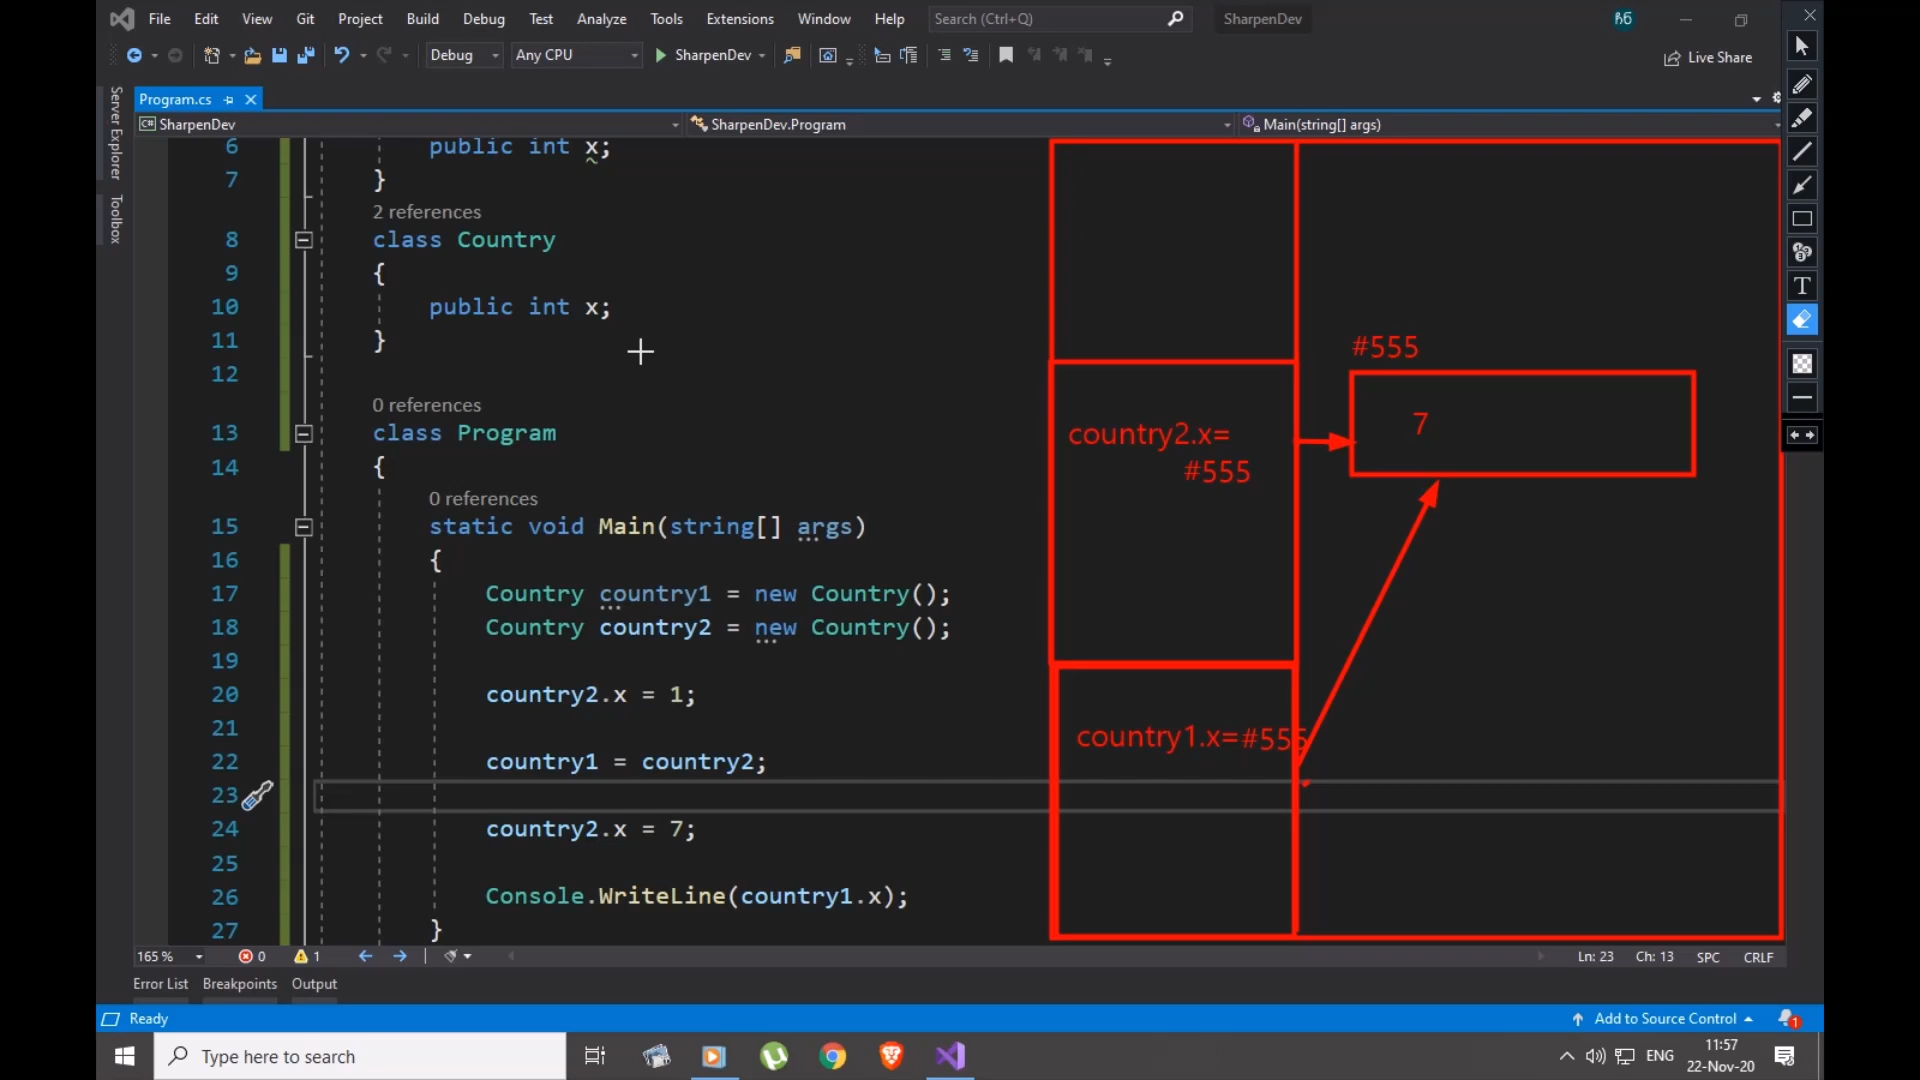 File Edit View Git Project Build Debug Test Analyze Tools Extensions Window Help Search (Ctrl+Q) SharpenDev
Debug Any CPU SharpenDev Live Share
Server Explorer
Toolbox
Program.cs
SharpenDev SharpenDev.Program Main(string[] args)
6 public int x;
7 }
2 references
8 class Country
9 {
10 public int x;
11 }
12
0 references
13 class Program
14 {
0 references
15 static void Main(string[] args)
16 {
17 Country country1 = new Country();
18 Country country2 = new Country();
19
20 country2.x = 1;
21
22 country1 = country2;
23
24 country2.x = 7;
25
26 Console.WriteLine(country1.x);
27 }
#555
7
country2.x=
#555
country1.x=#555
165 % 0 1 Ln: 23 Ch: 13 SPC CRLF
Error List Breakpoints Output
Ready Add to Source Control 1
Type here to search ENG 11:57
22-Nov-20